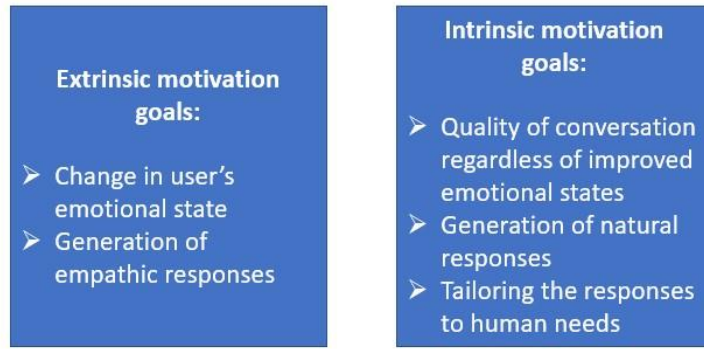 Extrinsic motivation
goals:
➢ Change in user's
emotional state
➢ Generation of
empathic responses
Intrinsic motivation
goals:
➢ Quality of conversation
regardless of improved
emotional states
➢ Generation of natural
responses
➢ Tailoring the responses
to human needs